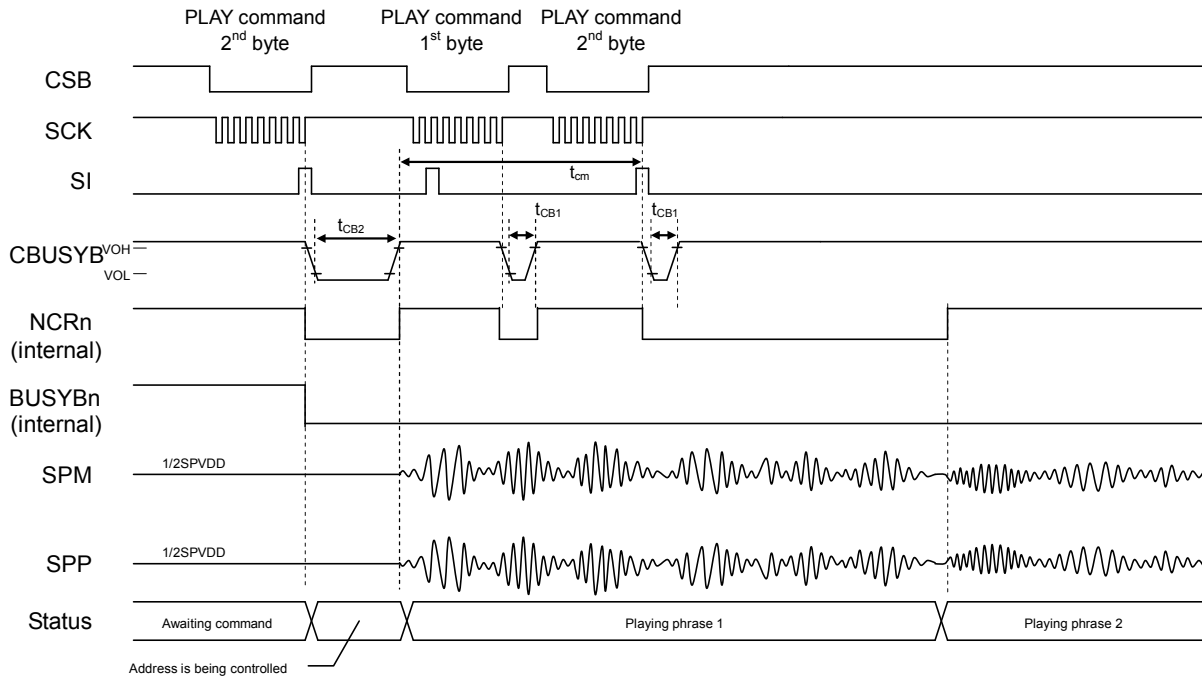 PLAY command
2nd byte
PLAY command
1st byte
PLAY command
2nd byte
CSB
SCK
SI
tcm
tCB2
tCB1
tCB1
CBUSYB
VOH
VOL
NCRn
(internal)
BUSYBn
(internal)
SPM
1/2SPVDD
SPP
1/2SPVDD
Status
Awaiting command
Playing phrase 1
Playing phrase 2
Address is being controlled